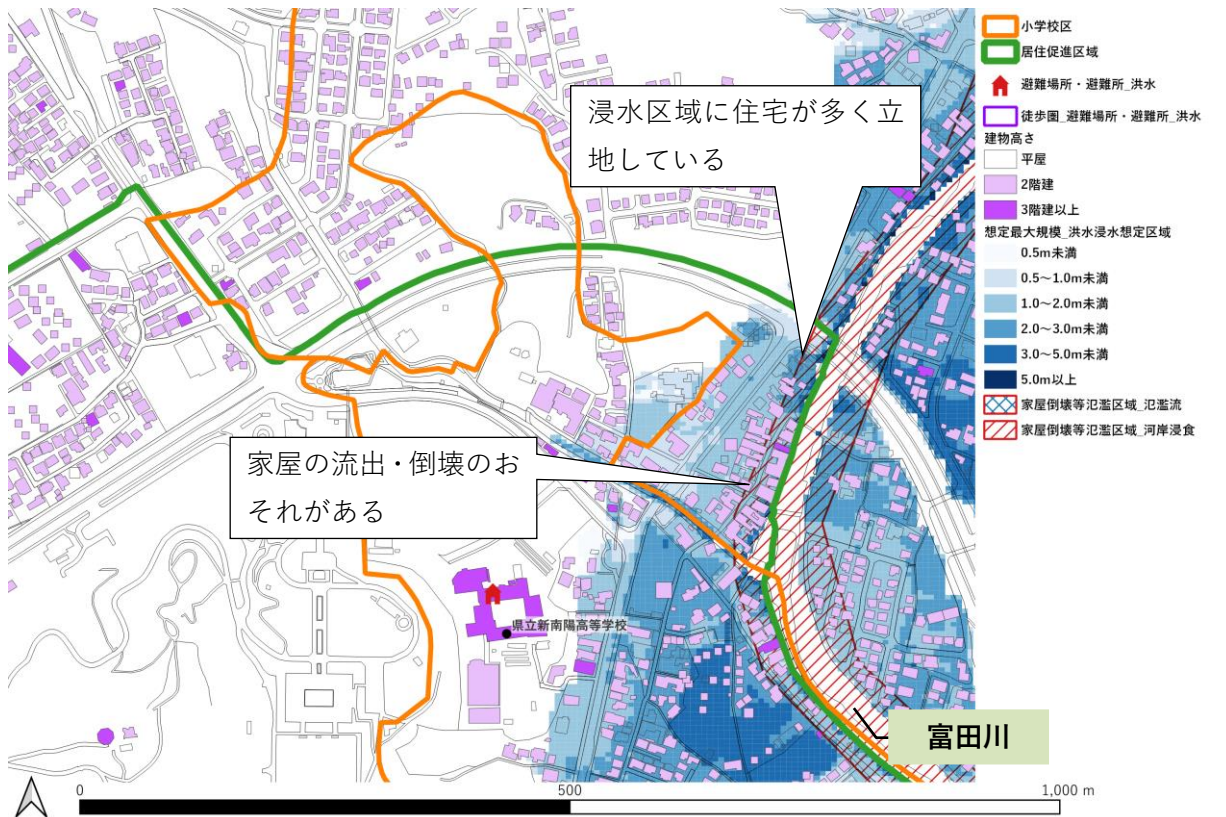 浸水区域に住宅が多く立
地している
家屋の流出・倒壊のお
それがある
県立新南陽高等学校
富田川
小学校区
居住促進区域
避難場所・避難所_洪水
徒歩圏_避難場所・避難所_洪水
建物高さ
平屋
2階建
3階建以上
想定最大規模_洪水浸水想定区域
0.5m未満
0.5～1.0m未満
1.0～2.0m未満
2.0～3.0m未満
3.0～5.0m未満
5.0m以上
家屋倒壊等氾濫区域_氾濫流
家屋倒壊等氾濫区域_河岸浸食
0
500
1,000 m